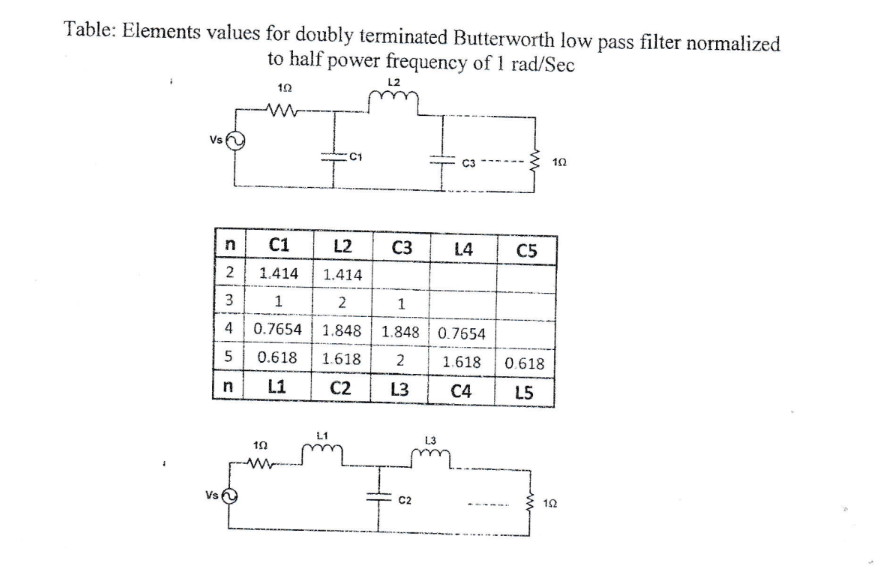 Table: Elements values for doubly terminated Butterworth low pass filter normalized
to half power frequency of 1 rad/Sec
1Ω
L2
Vs
C1
C3
1Ω
n C1 L2 C3 L4 C5
2 1.414 1.414
3 1 2 1
4 0.7654 1.848 1.848 0.7654
5 0.618 1.618 2 1.618 0.618
n L1 C2 L3 C4 L5
1Ω
L1
L3
Vs
C2
1Ω